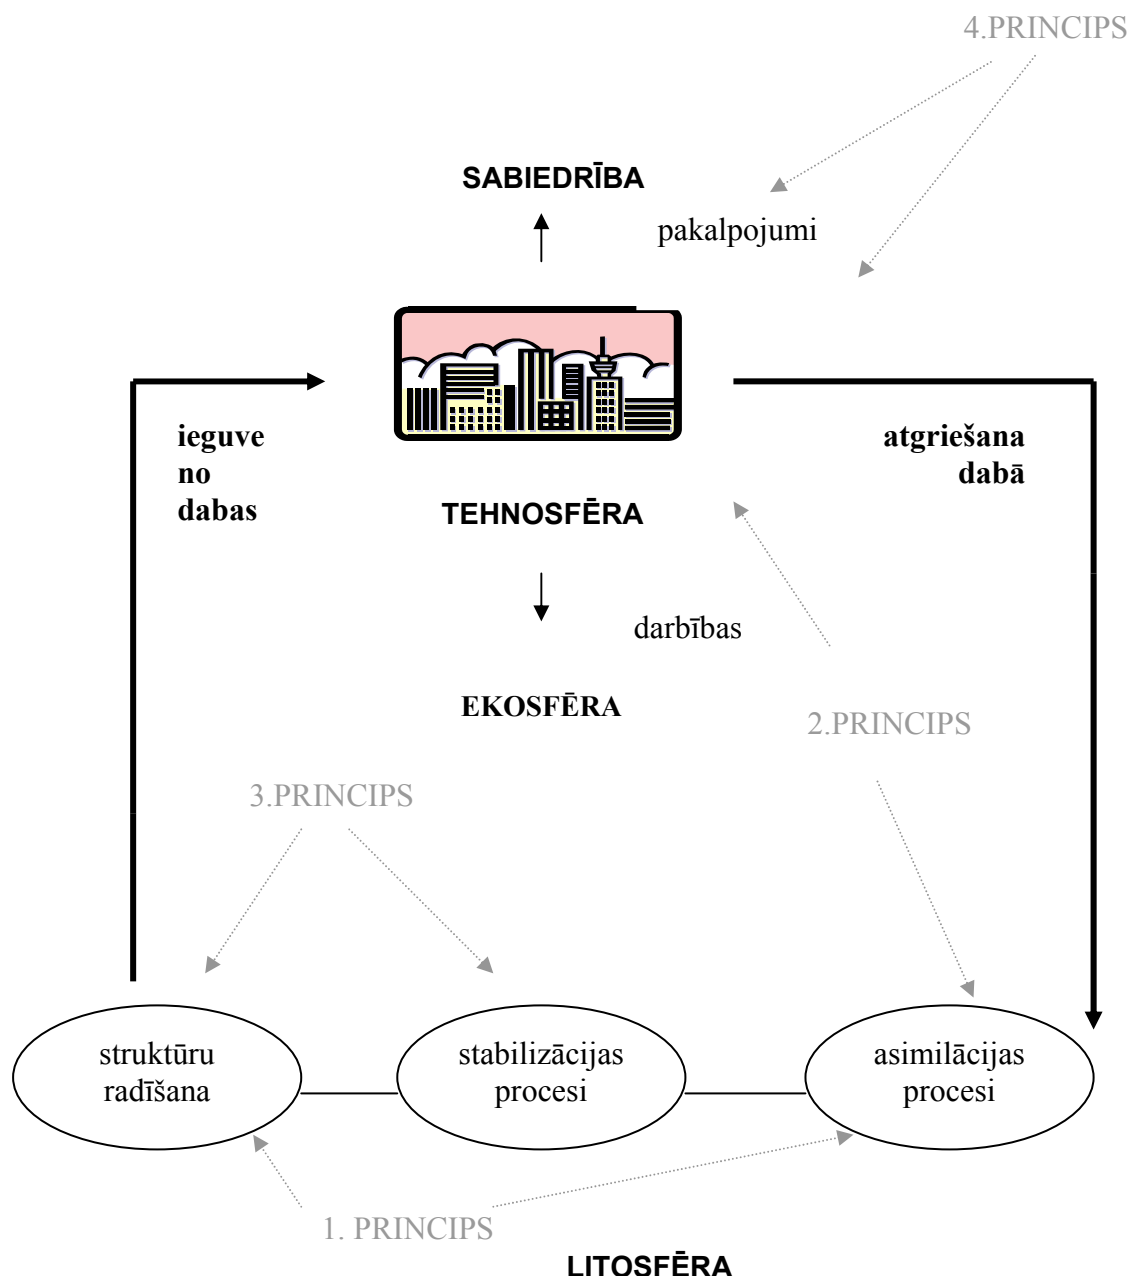 4.PRINCIPS
SABIEDRĪBA
pakalpojumi
ieguve
no
dabas
atgriešana
dabā
TEHNOSFĒRA
darbības
EKOSFĒRA
2.PRINCIPS
3.PRINCIPS
struktūru
radīšana
stabilizācijas
procesi
asimilācijas
procesi
1. PRINCIPS
LITOSFĒRA